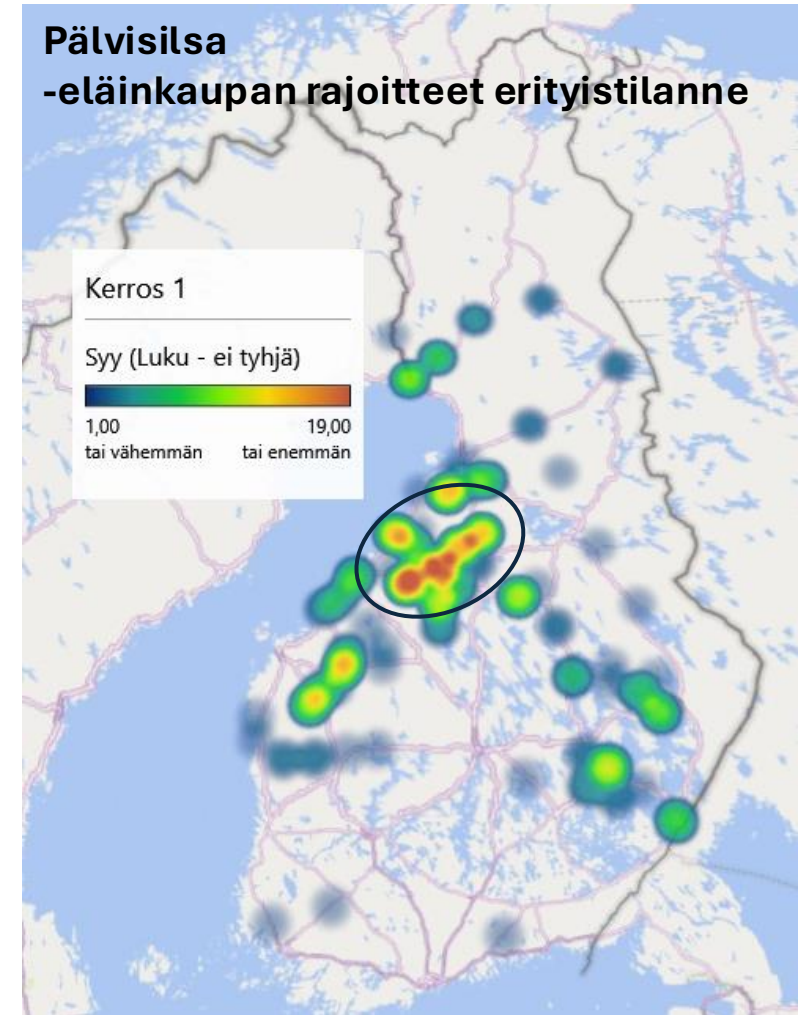 Pälvisilsa
-eläinkaupan rajoitteet erityistilanne
Kerros 1
Syy (Luku - ei tyhjä)
1,00 19,00
tai vähemmän tai enemmän